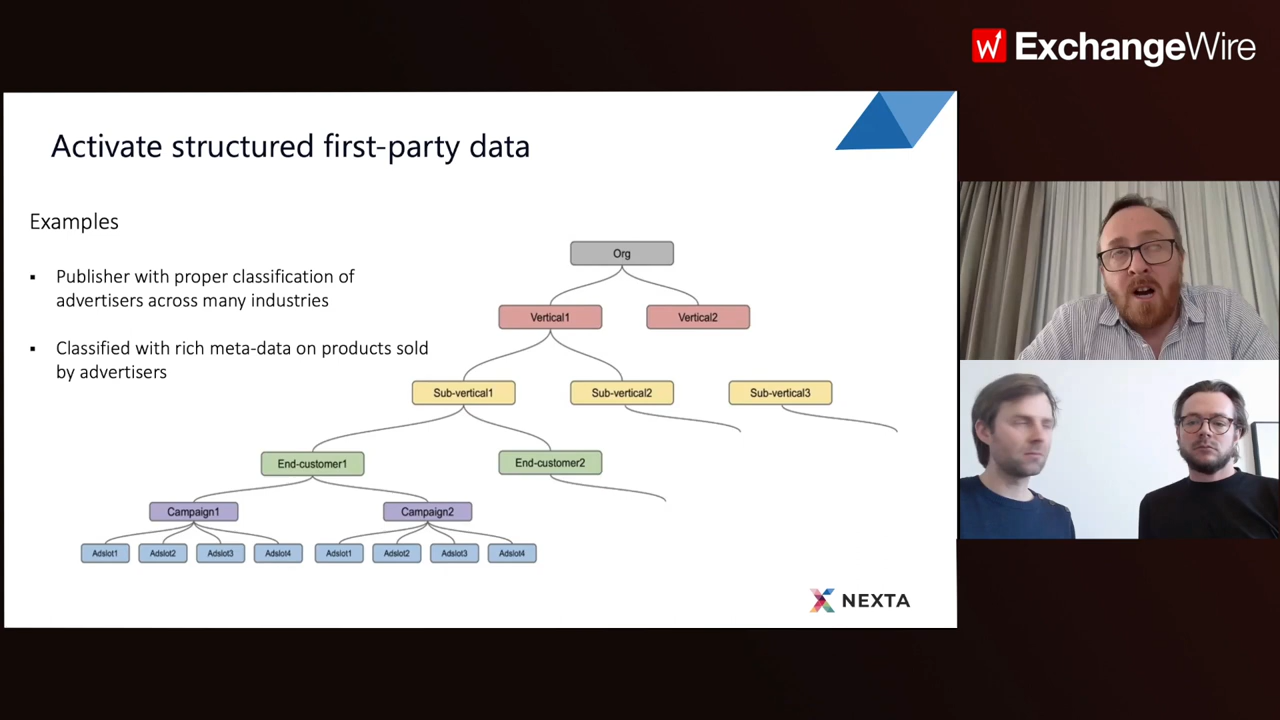 ExchangeWire
Activate structured first-party data
Examples
▪ Publisher with proper classification of
advertisers across many industries
▪ Classified with rich meta-data on products sold
by advertisers
Org
Vertical1
Vertical2
Sub-vertical1
Sub-vertical2
Sub-vertical3
End-customer1
End-customer2
Campaign1
Campaign2
Adslot1
Adslot2
Adslot3
Adslot4
Adslot1
Adslot2
Adslot3
Adslot4
NEXTA